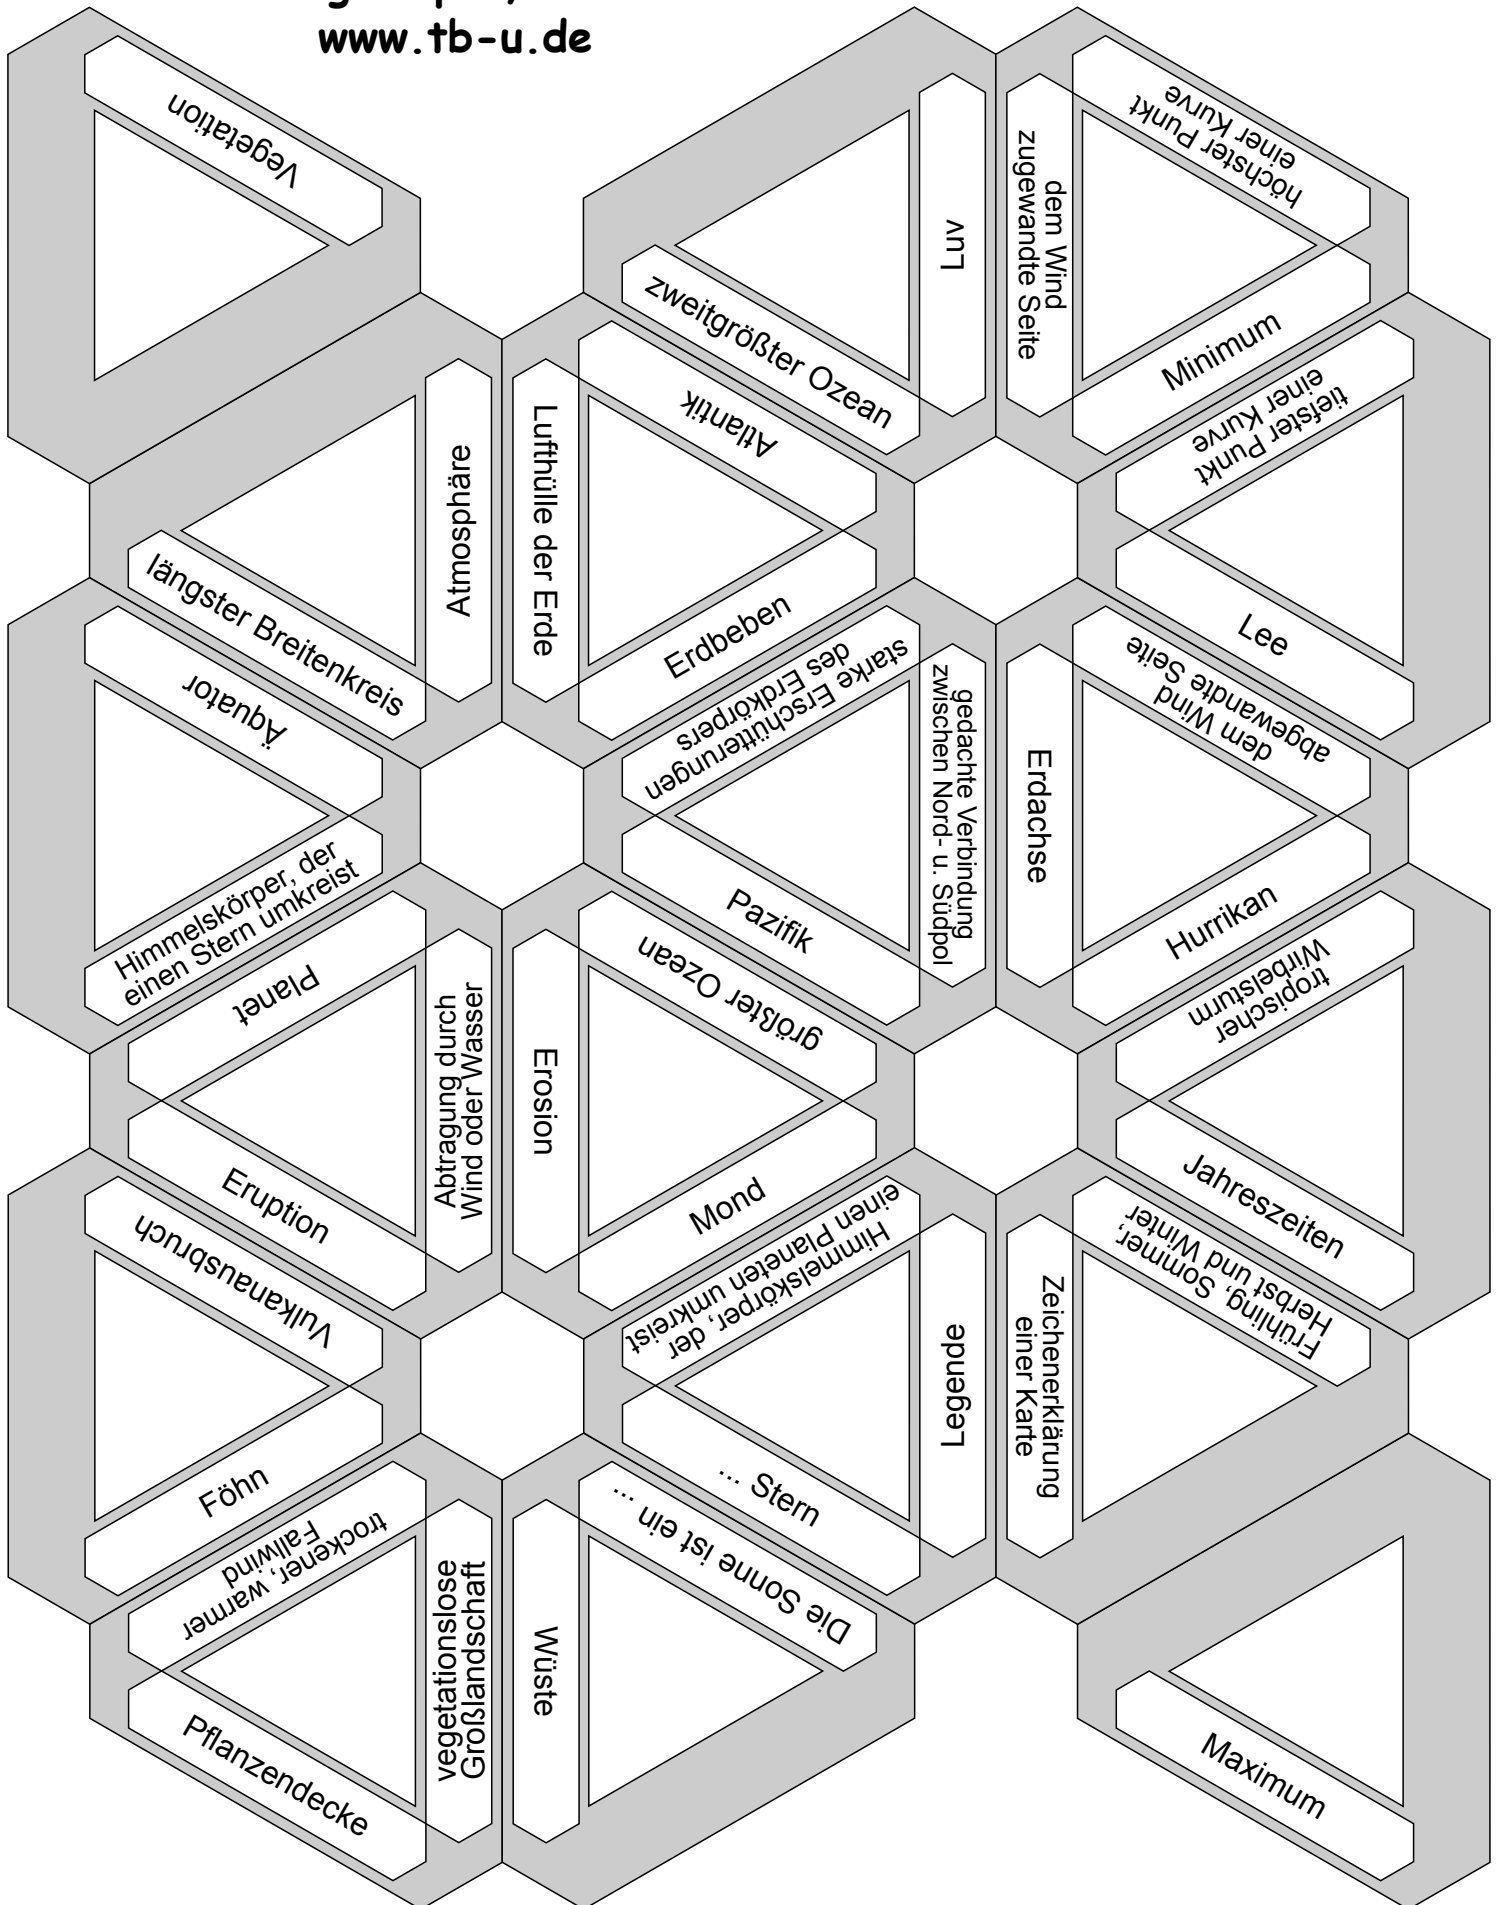 www.tb-u.de
Vegetation
Luv
dem Wind
zugewandte Seite
höchster Punkt
einer Kurve
zweitgrößter Ozean
Minimum
Atmosphäre
Lufthülle der Erde
Atlantik
tiefster Punkt
einer Kurve
längster Breitenkreis
Erdbeben
Lee
Äquator
starke Erschütterungen
des Erdkörpers
gedachte Verbindung
zwischen Nord- u. Südpol
Erdachse
dem Wind
abgewandte Seite
Himmelskörper, der
einen Stern umkreist
Pazifik
Hurrikan
Planet
Abtragung durch
Wind oder Wasser
Erosion
größter Ozean
tropischer
Wirbelsturm
Eruption
Mond
Jahreszeiten
Vulkanausbruch
Himmelskörper, der
einen Planeten umkreist
Legende
Zeichenerklärung
einer Karte
Frühling, Sommer,
Herbst und Winter
Föhn
... Stern
trockener, warmer
Fallwind
vegetationslose
Großlandschaft
Wüste
Die Sonne ist ein ...
Pflanzendecke
Maximum